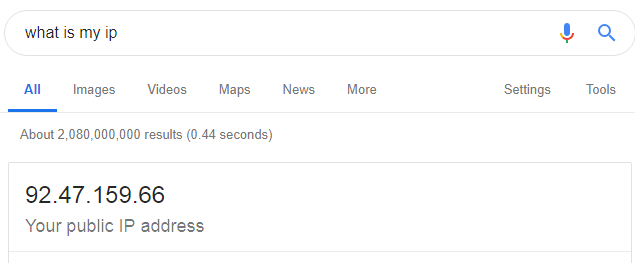 what is my ip
All Images Videos Maps News More Settings Tools
About 2,080,000,000 results (0.44 seconds)
92.47.159.66
Your public IP address